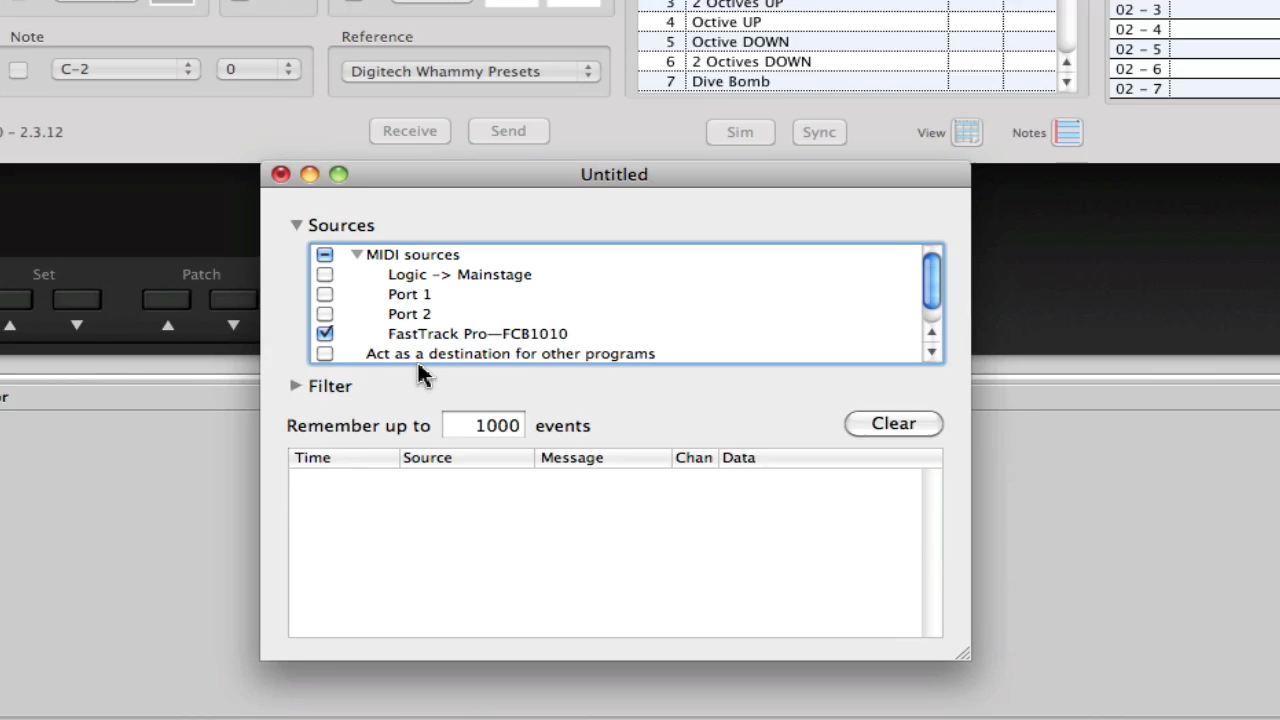 3 2 Octives UP
4 Octive UP
5 Octive DOWN
6 2 Octives DOWN
7 Dive Bomb
02 – 3
02 – 4
02 – 5
02 – 6
02 – 7
Note
C-2
0
Reference
Digitech Whammy Presets
0 – 2.3.12
Receive
Send
Sim
Sync
View
Notes
Set
Patch
Untitled
Sources
MIDI sources
Logic -> Mainstage
Port 1
Port 2
FastTrack Pro—FCB1010
Act as a destination for other programs
Filter
Remember up to 1000 events
Clear
Time Source Message Chan Data